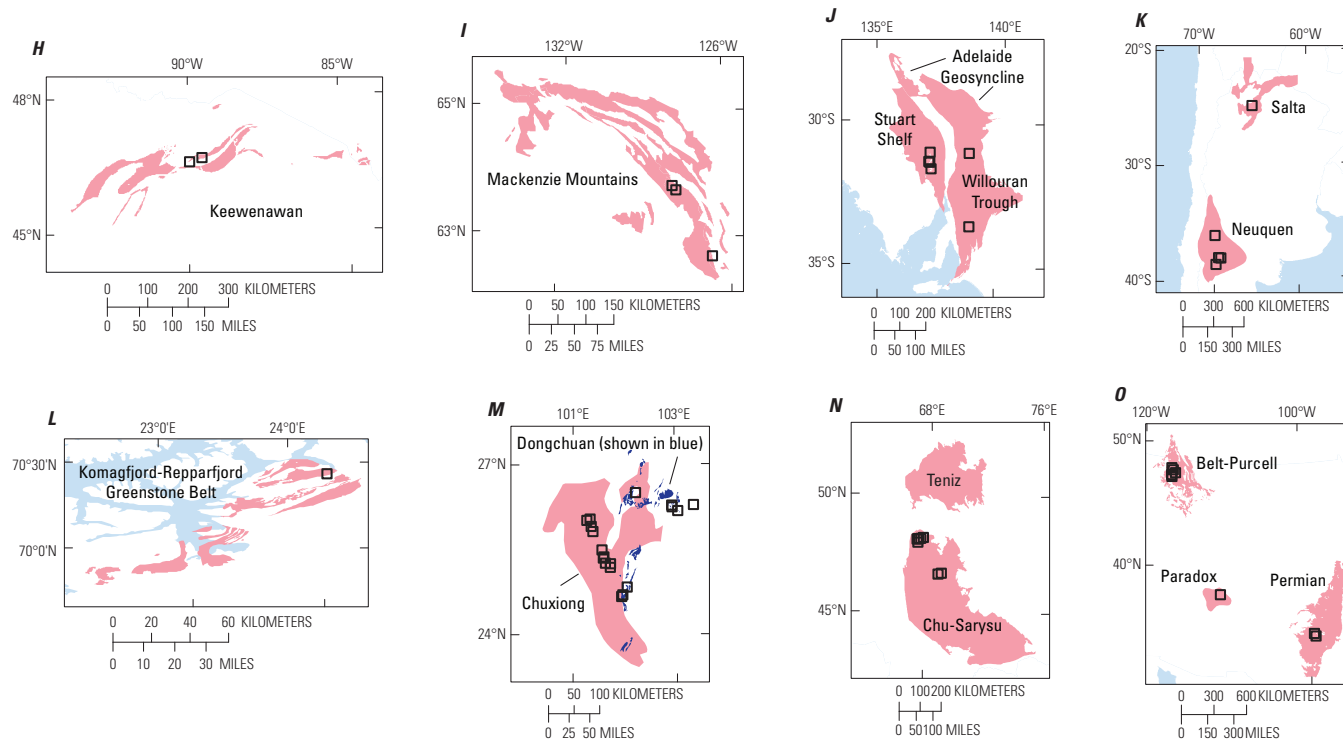 H
90°W 85°W
48°N
45°N
Keewenawan
0 100 200 300 KILOMETERS
0 50 100 150 MILES
I
132°W 126°W
65°N
63°N
Mackenzie Mountains
0 50 100 150 KILOMETERS
0 25 50 75 MILES
J
135°E 140°E
Adelaide
Geosyncline
30°S
Stuart
Shelf
Willouran
Trough
35°S
0 100 200 KILOMETERS
0 50 100 MILES
K
70°W 60°W
20°S
Salta
30°S
Neuquen
40°S
0 300 600 KILOMETERS
0 150 300 MILES
L
23°0'E 24°0'E
70°30'N
Komagfjord-Repparfjord
Greenstone Belt
70°0'N
0 20 40 60 KILOMETERS
0 10 20 30 MILES
M
101°E 103°E
Dongchuan (shown in blue)
27°N
Chuxiong
24°N
0 50 100 KILOMETERS
0 25 50 MILES
N
68°E 76°E
Teniz
50°N
45°N
Chu-Sarysu
0 100 200 KILOMETERS
0 50 100 MILES
O
120°W 100°W
50°N
Belt-Purcell
40°N
Paradox
Permian
0 300 600 KILOMETERS
0 150 300 MILES